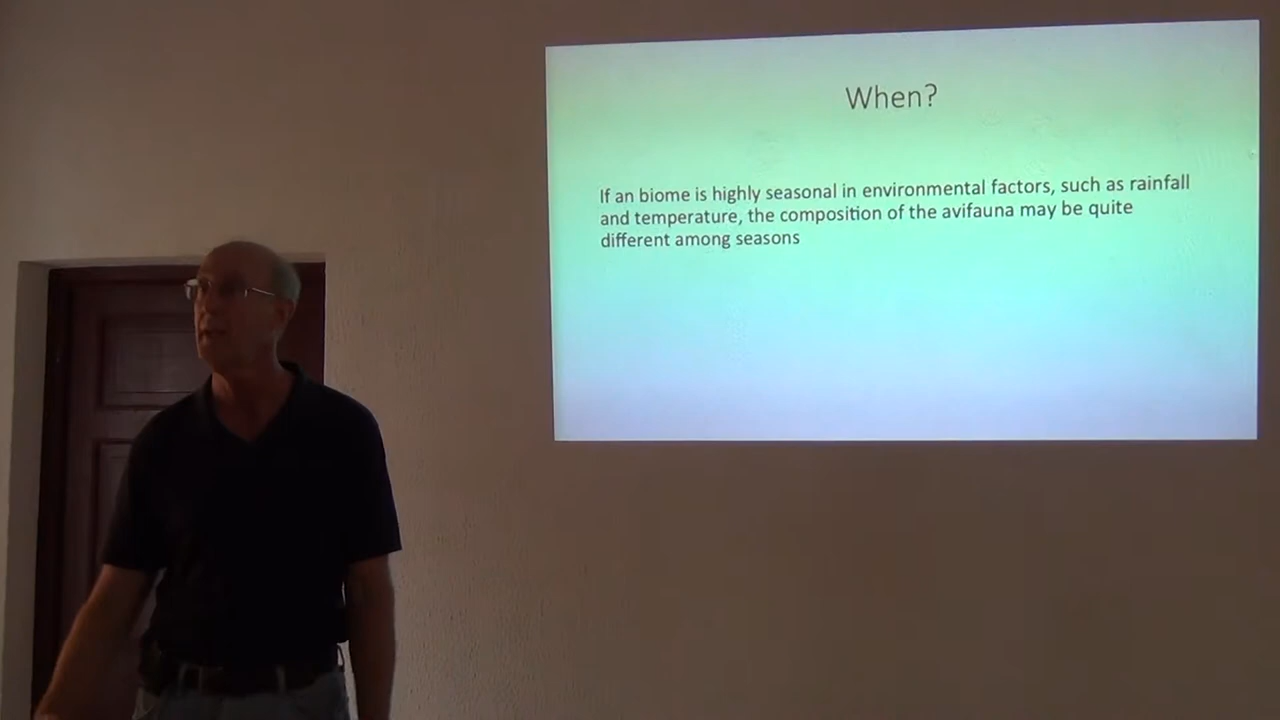 When?
If an biome is highly seasonal in environmental factors, such as rainfall
and temperature, the composition of the avifauna may be quite
different among seasons